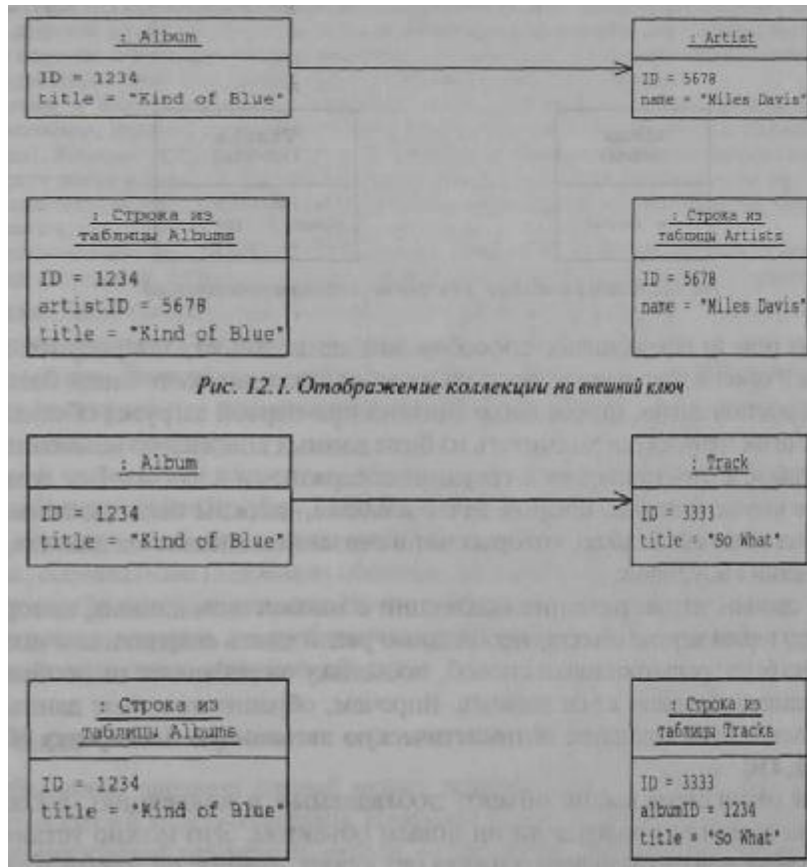 : Album
ID = 1234
title = "Kind of Blue"
: Artist
ID = 5678
name = "Miles Davis"
: Строка из
таблицы Albums
ID = 1234
artistID = 5678
title = "Kind of Blue"
: Строка из
таблицы Artists
ID = 5678
name = "Miles Davis"
Рис. 12.1. Отображение коллекции на внешний ключ
: Album
ID = 1234
title = "Kind of Blue"
: Track
ID = 3333
title = "So What"
: Строка из
таблицы Albums
ID = 1234
title = "Kind of Blue"
: Строка из
таблицы Tracks
ID = 3333
albumID = 1234
title = "So What"